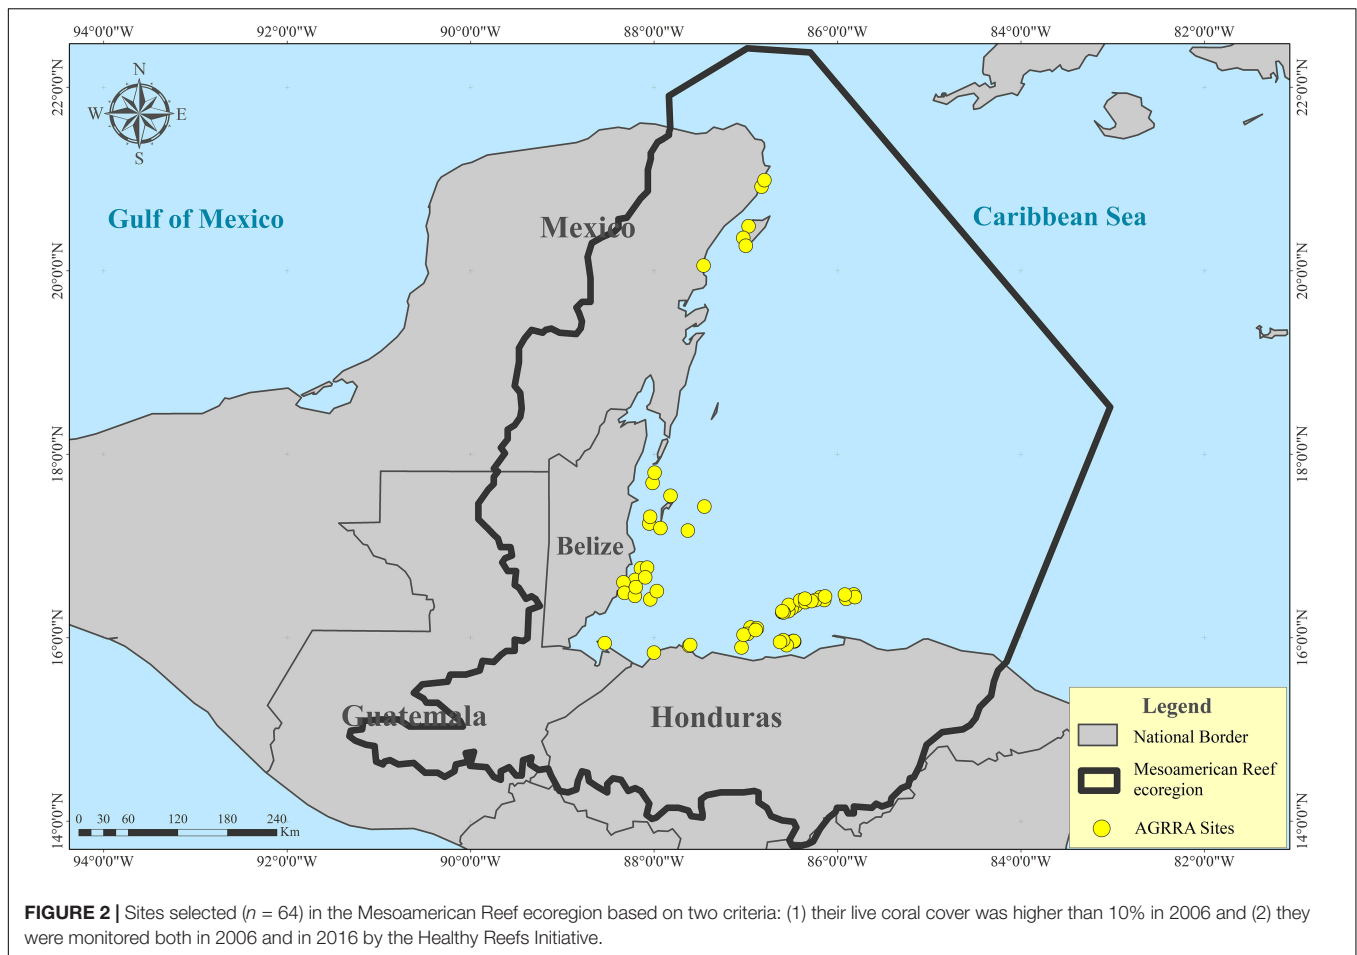 94°0'0"W 92°0'0"W 90°0'0"W 88°0'0"W 86°0'0"W 84°0'0"W 82°0'0"W
22°0'0"N 22°0'0"N
N
W E
S
Gulf of Mexico
Mexico
Caribbean Sea
20°0'0"N 20°0'0"N
18°0'0"N 18°0'0"N
Belize
16°0'0"N 16°0'0"N
Guatemala
Honduras
Legend
National Border
Mesoamerican Reef
ecoregion
AGRRA Sites
0 30 60 120 180 240
Km
14°0'0"N 14°0'0"N
94°0'0"W 92°0'0"W 90°0'0"W 88°0'0"W 86°0'0"W 84°0'0"W 82°0'0"W
FIGURE 2 | Sites selected (n = 64) in the Mesoamerican Reef ecoregion based on two criteria: (1) their live coral cover was higher than 10% in 2006 and (2) they
were monitored both in 2006 and in 2016 by the Healthy Reefs Initiative.